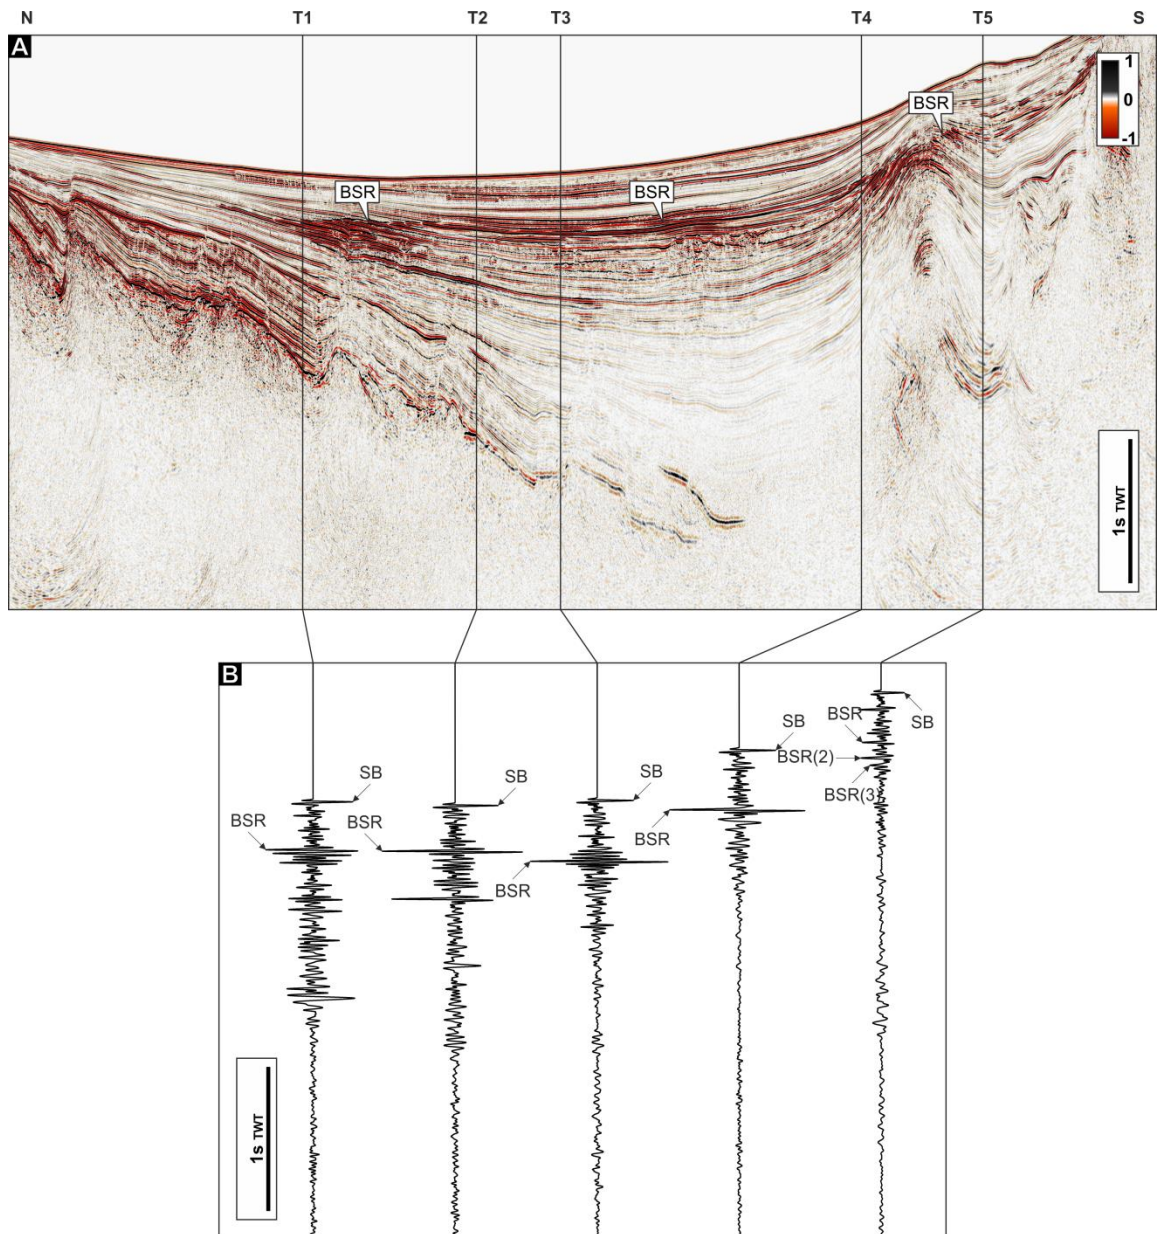 N T1 T2 T3 T4 T5 S
A
1
0
-1
BSR
BSR
BSR
1s TWT
B
SB
BSR
SB
BSR
SB
BSR
SB
BSR
SB
BSR
BSR(2)
BSR(3)
1s TWT